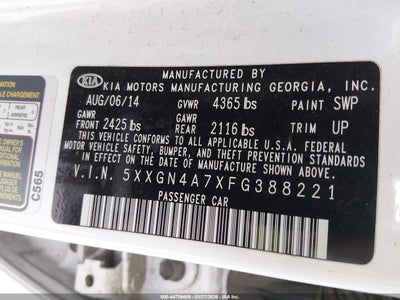 MANUFACTURED BY
KIA
KIA MOTORS MANUFACTURING GEORGIA, INC.
AUG/06/14 GVWR 4365 lbs PAINT SWP
GAWR GAWR
FRONT 2425 lbs REAR 2116 lbs TRIM UP
THIS VEHICLE CONFORMS TO ALL APPLICABLE U.S.A. FEDERAL
MOTOR VEHICLE SAFETY, BUMPER, AND THEFT PREVENTION
STANDARDS IN EFFECT ON THE DATE OF MANUFACTURE SHOWN ABOVE.
V.I.N. 5XXGN4A7XFG388221
PASSENGER CAR
C565
REAR